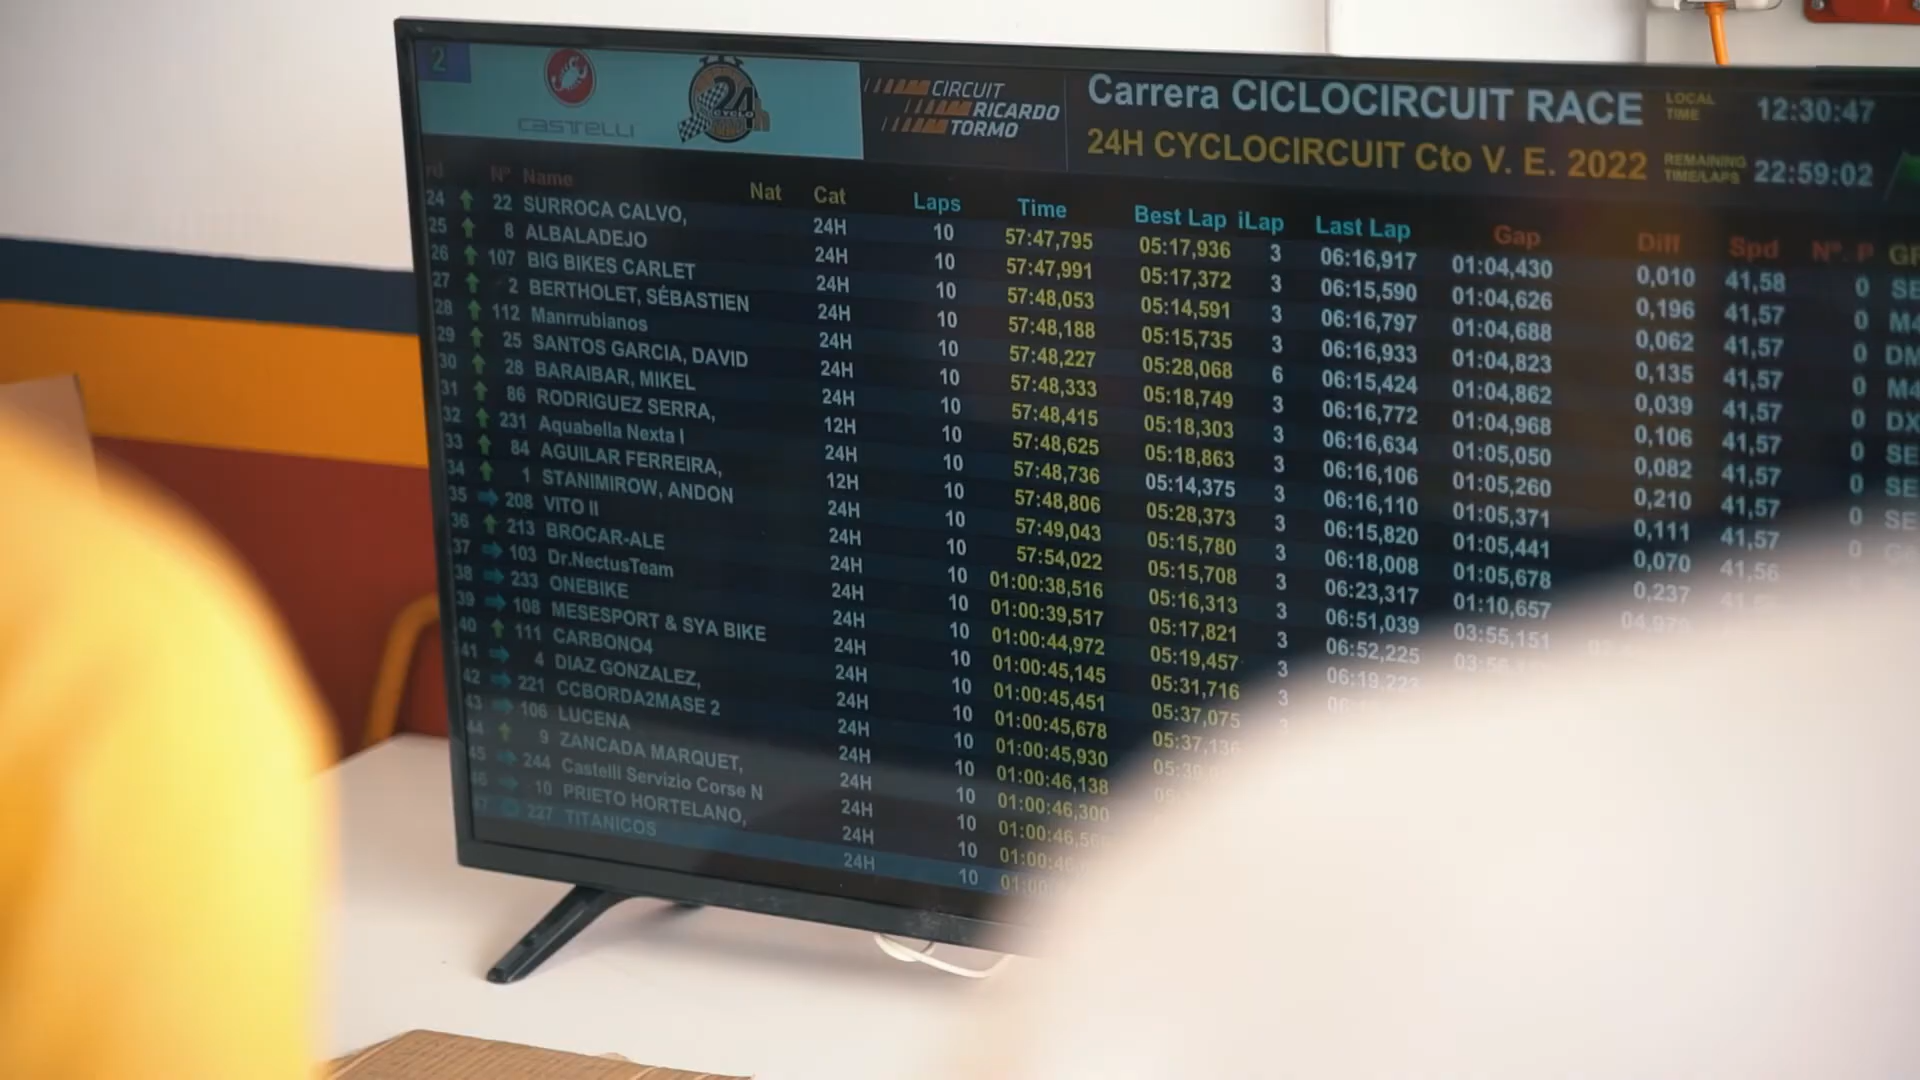 2
CASTELLI
24h
CYCLO
CIRCUIT
RICARDO
TORMO
Carrera CICLOCIRCUIT RACE
24H CYCLOCIRCUIT Cto V. E. 2022
LOCAL TIME 12:30:47
REMAINING TIME/LAPS 22:59:02
Nº Name Nat Cat Laps Time Best Lap iLap Last Lap Gap Diff Spd Nº. P
24 22 SURROCA CALVO, 24H 10 57:47,795 05:17,936 3 06:16,917 01:04,430 0,010 41,58 0 SE
25 8 ALBALADEJO 24H 10 57:47,991 05:17,372 3 06:15,590 01:04,626 0,196 41,57 0 M4
26 107 BIG BIKES CARLET 24H 10 57:48,053 05:14,591 3 06:16,797 01:04,688 0,062 41,57 0 DM
27 2 BERTHOLET, SÉBASTIEN 24H 10 57:48,188 05:15,735 3 06:16,933 01:04,823 0,135 41,57 0 M4
28 112 Manrrubianos 24H 10 57:48,227 05:28,068 6 06:15,424 01:04,862 0,039 41,57 0 DX
29 25 SANTOS GARCIA, DAVID 24H 10 57:48,333 05:18,749 3 06:16,772 01:04,968 0,106 41,57 0 SE
30 28 BARAIBAR, MIKEL 24H 10 57:48,415 05:18,303 3 06:16,634 01:05,050 0,082 41,57 0 SE
31 86 RODRIGUEZ SERRA, 12H 10 57:48,625 05:18,863 3 06:16,106 01:05,260 0,210 41,57 0 SE
32 231 Aquabella Nexta I 24H 10 57:48,736 05:14,375 3 06:16,110 01:05,371 0,111 41,57 0
33 84 AGUILAR FERREIRA, 12H 10 57:48,806 05:28,373 3 06:15,820 01:05,441 0,070 41,56
34 1 STANIMIROW, ANDON 24H 10 57:49,043 05:15,780 3 06:18,008 01:05,678 0,237
35 208 VITO II 24H 10 57:54,022 05:15,708 3 06:23,317 01:10,657 04,979
36 213 BROCAR-ALE 24H 10 01:00:38,516 05:16,313 3 06:51,039 03:55,151
37 103 Dr.NectusTeam 24H 10 01:00:39,517 05:17,821 3 06:52,225
38 233 ONEBIKE 24H 10 01:00:44,972 05:19,457 3
39 108 MESESPORT & SYA BIKE 24H 10 01:00:45,145 05:31,716 3
40 111 CARBONO4 24H 10 01:00:45,451 05:37,075
41 4 DIAZ GONZALEZ, 24H 10 01:00:45,678
42 221 CCBORDA2MASE 2 24H 10 01:00:45,930
43 106 LUCENA 24H 10 01:00:46,138
44 9 ZANCADA MARQUET, 24H 10 01:00:46,300
45 244 Castelli Servizio Corse N 24H 10
46 10 PRIETO HORTELANO, 24H 10
47 227 TITANICOS 24H 10